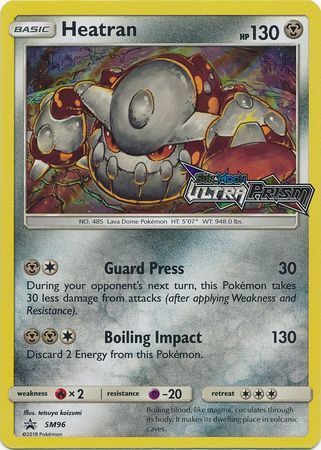 BASIC Heatran HP 130
SUN & MOON
ULTRA PRISM
NO. 485 Lava Dome Pokémon HT: 5'07" WT: 948.0 lbs.
Guard Press 30
During your opponent's next turn, this Pokémon takes
30 less damage from attacks (after applying Weakness and
Resistance).
Boiling Impact 130
Discard 2 Energy from this Pokémon.
weakness × 2 resistance -20 retreat
Illus. tetsuya koizumi
SM96
©2018 Pokémon
Boiling blood, like magma, circulates through
its body. It makes its dwelling place in volcanic
caves.